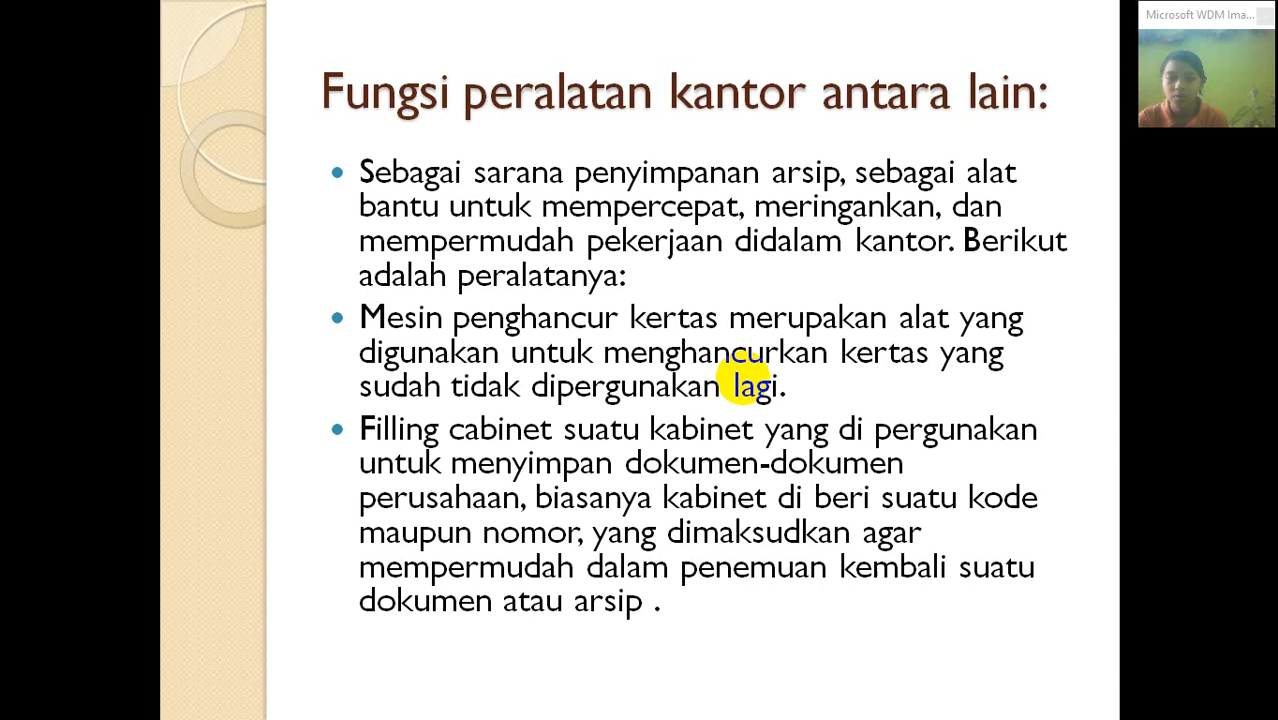 Microsoft WDM Ima...
Fungsi peralatan kantor antara lain:
Sebagai sarana penyimpanan arsip, sebagai alat
bantu untuk mempercepat, meringankan, dan
mempermudah pekerjaan didalam kantor. Berikut
adalah peralatanya:
Mesin penghancur kertas merupakan alat yang
digunakan untuk menghancurkan kertas yang
sudah tidak dipergunakan lagi.
Filling cabinet suatu kabinet yang di pergunakan
untuk menyimpan dokumen-dokumen
perusahaan, biasanya kabinet di beri suatu kode
maupun nomor, yang dimaksudkan agar
mempermudah dalam penemuan kembali suatu
dokumen atau arsip .